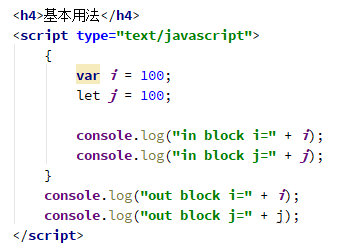 <h4>基本用法</h4>
<script type="text/javascript">
{
var i = 100;
let j = 100;
console.log("in block i=" + i);
console.log("in block j=" + j);
}
console.log("out block i=" + i);
console.log("out block j=" + j);
</script>